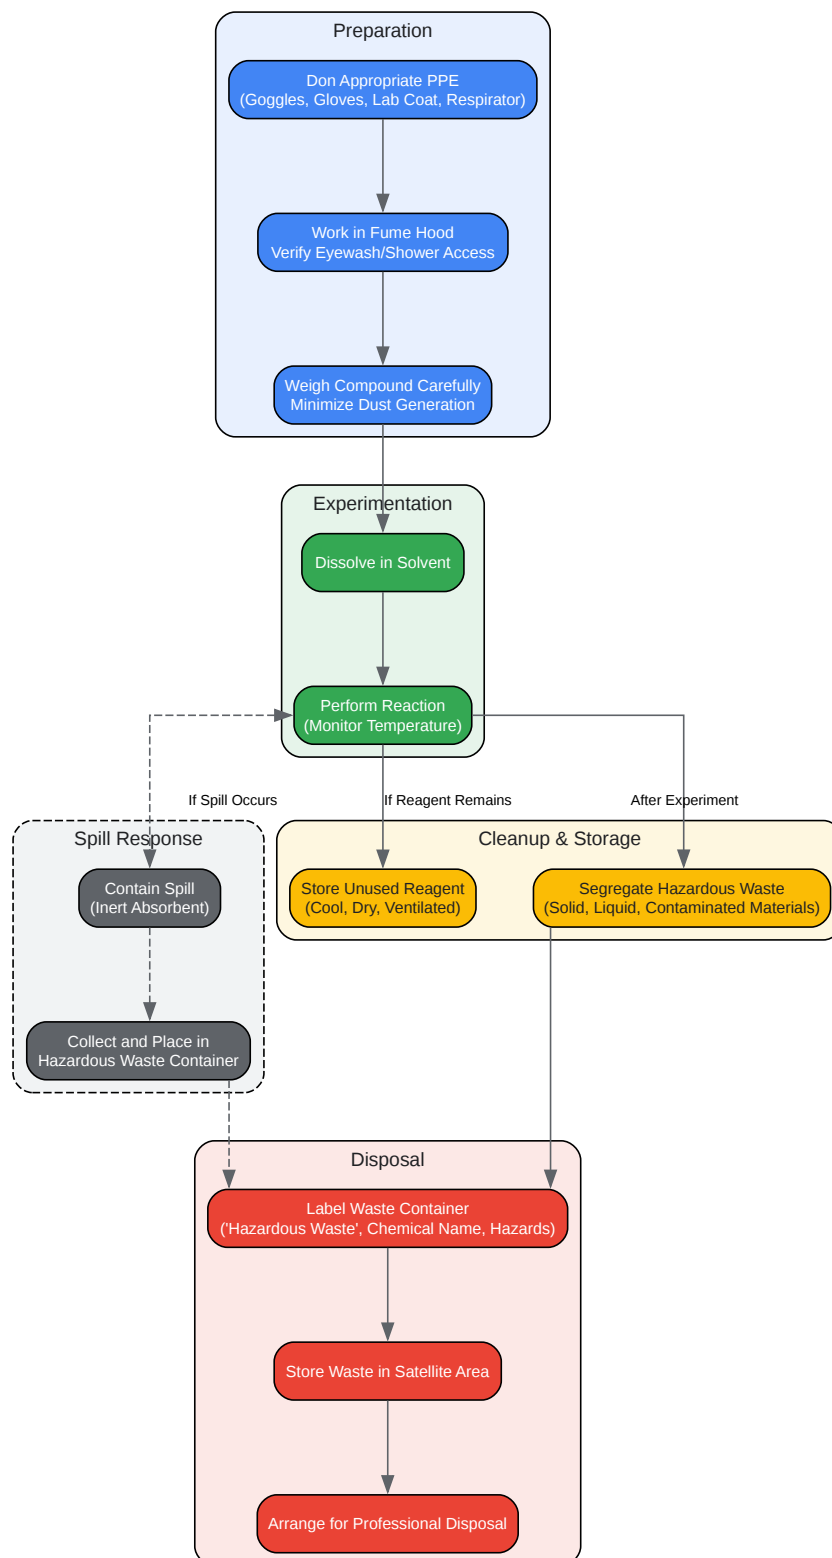 Preparation
Don Appropriate PPE
(Goggles, Gloves, Lab Coat, Respirator)
Work in Fume Hood
Verify Eyewash/Shower Access
Weigh Compound Carefully
Minimize Dust Generation
Experimentation
Dissolve in Solvent
Perform Reaction
(Monitor Temperature)
If Spill Occurs
If Reagent Remains
After Experiment
Spill Response
Contain Spill
(Inert Absorbent)
Collect and Place in
Hazardous Waste Container
Cleanup & Storage
Store Unused Reagent
(Cool, Dry, Ventilated)
Segregate Hazardous Waste
(Solid, Liquid, Contaminated Materials)
Disposal
Label Waste Container
('Hazardous Waste', Chemical Name, Hazards)
Store Waste in Satellite Area
Arrange for Professional Disposal